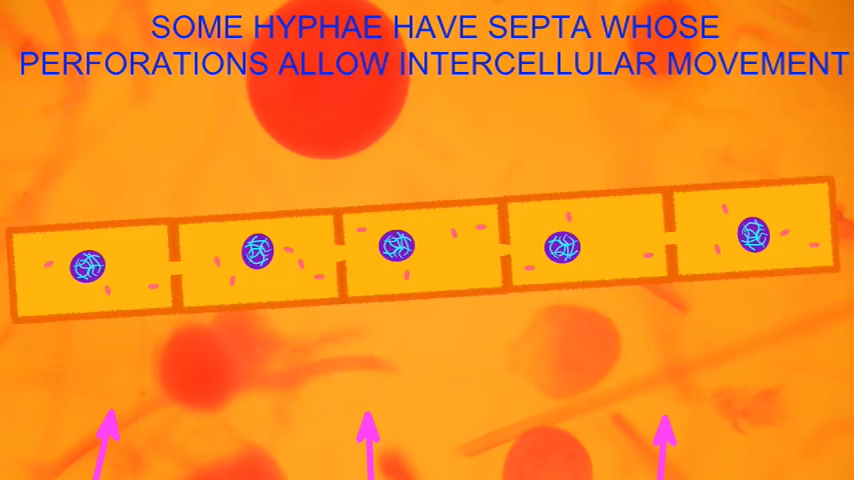 SOME HYPHAE HAVE SEPTA WHOSE
PERFORATIONS ALLOW INTERCELLULAR MOVEMENT